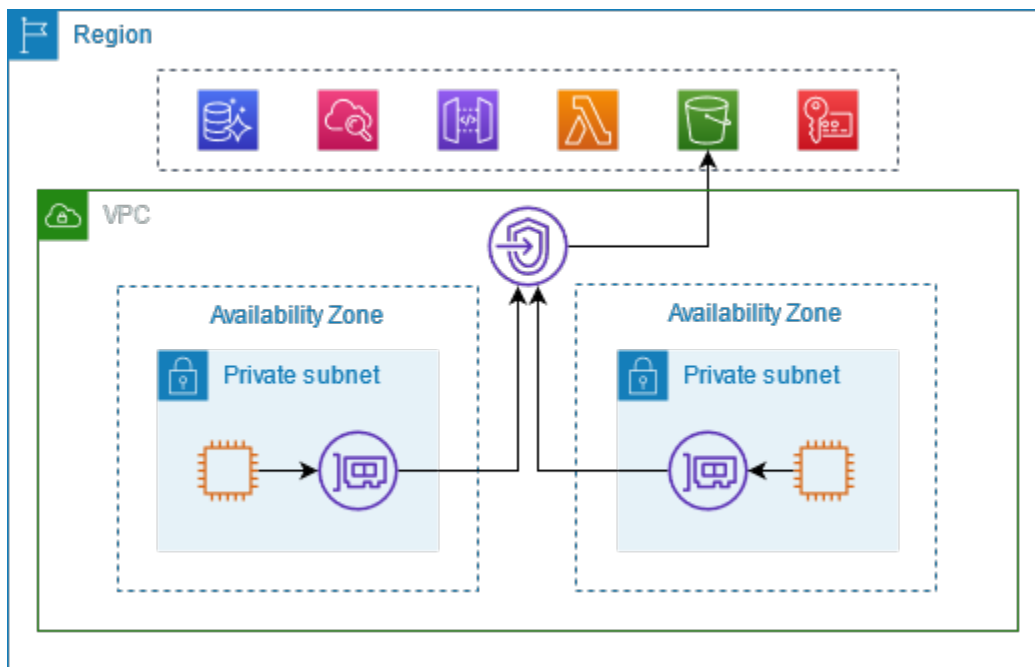 Region
VPC
Availability Zone
Availability Zone
Private subnet
Private subnet